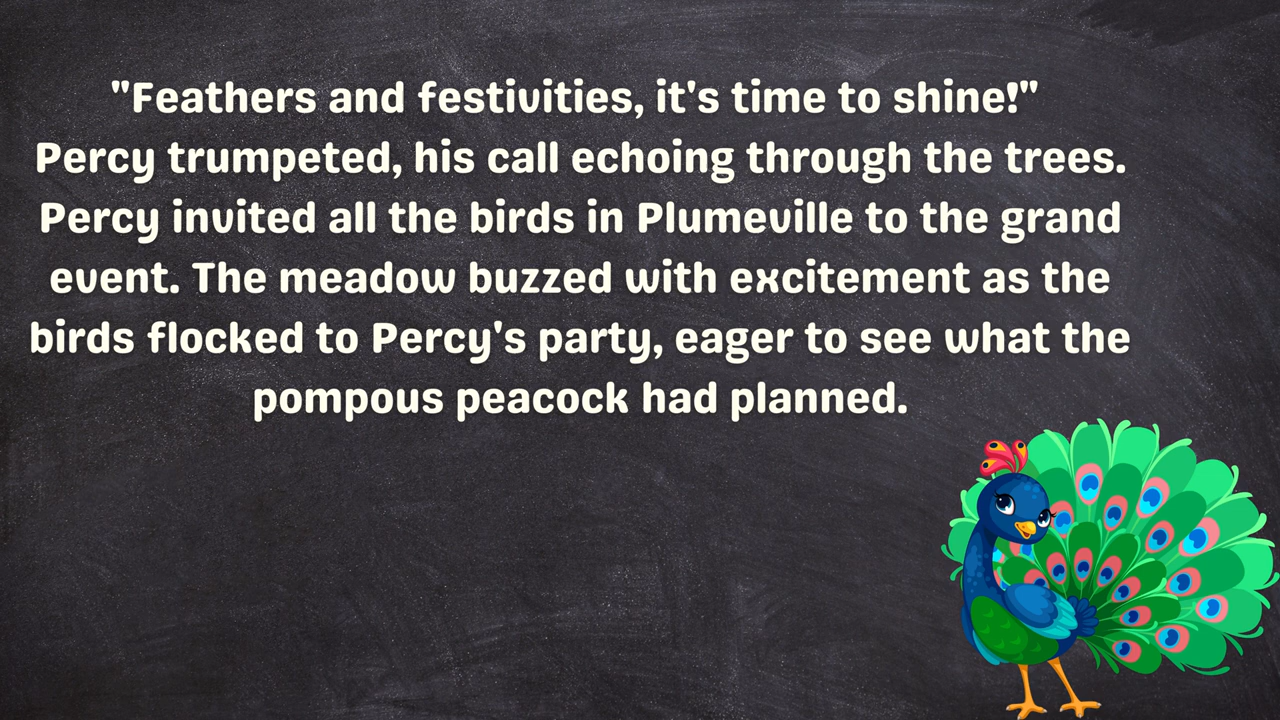 "Feathers and festivities, it's time to shine!"
Percy trumpeted, his call echoing through the trees.
Percy invited all the birds in Plumeville to the grand
event. The meadow buzzed with excitement as the
birds flocked to Percy's party, eager to see what the
pompous peacock had planned.